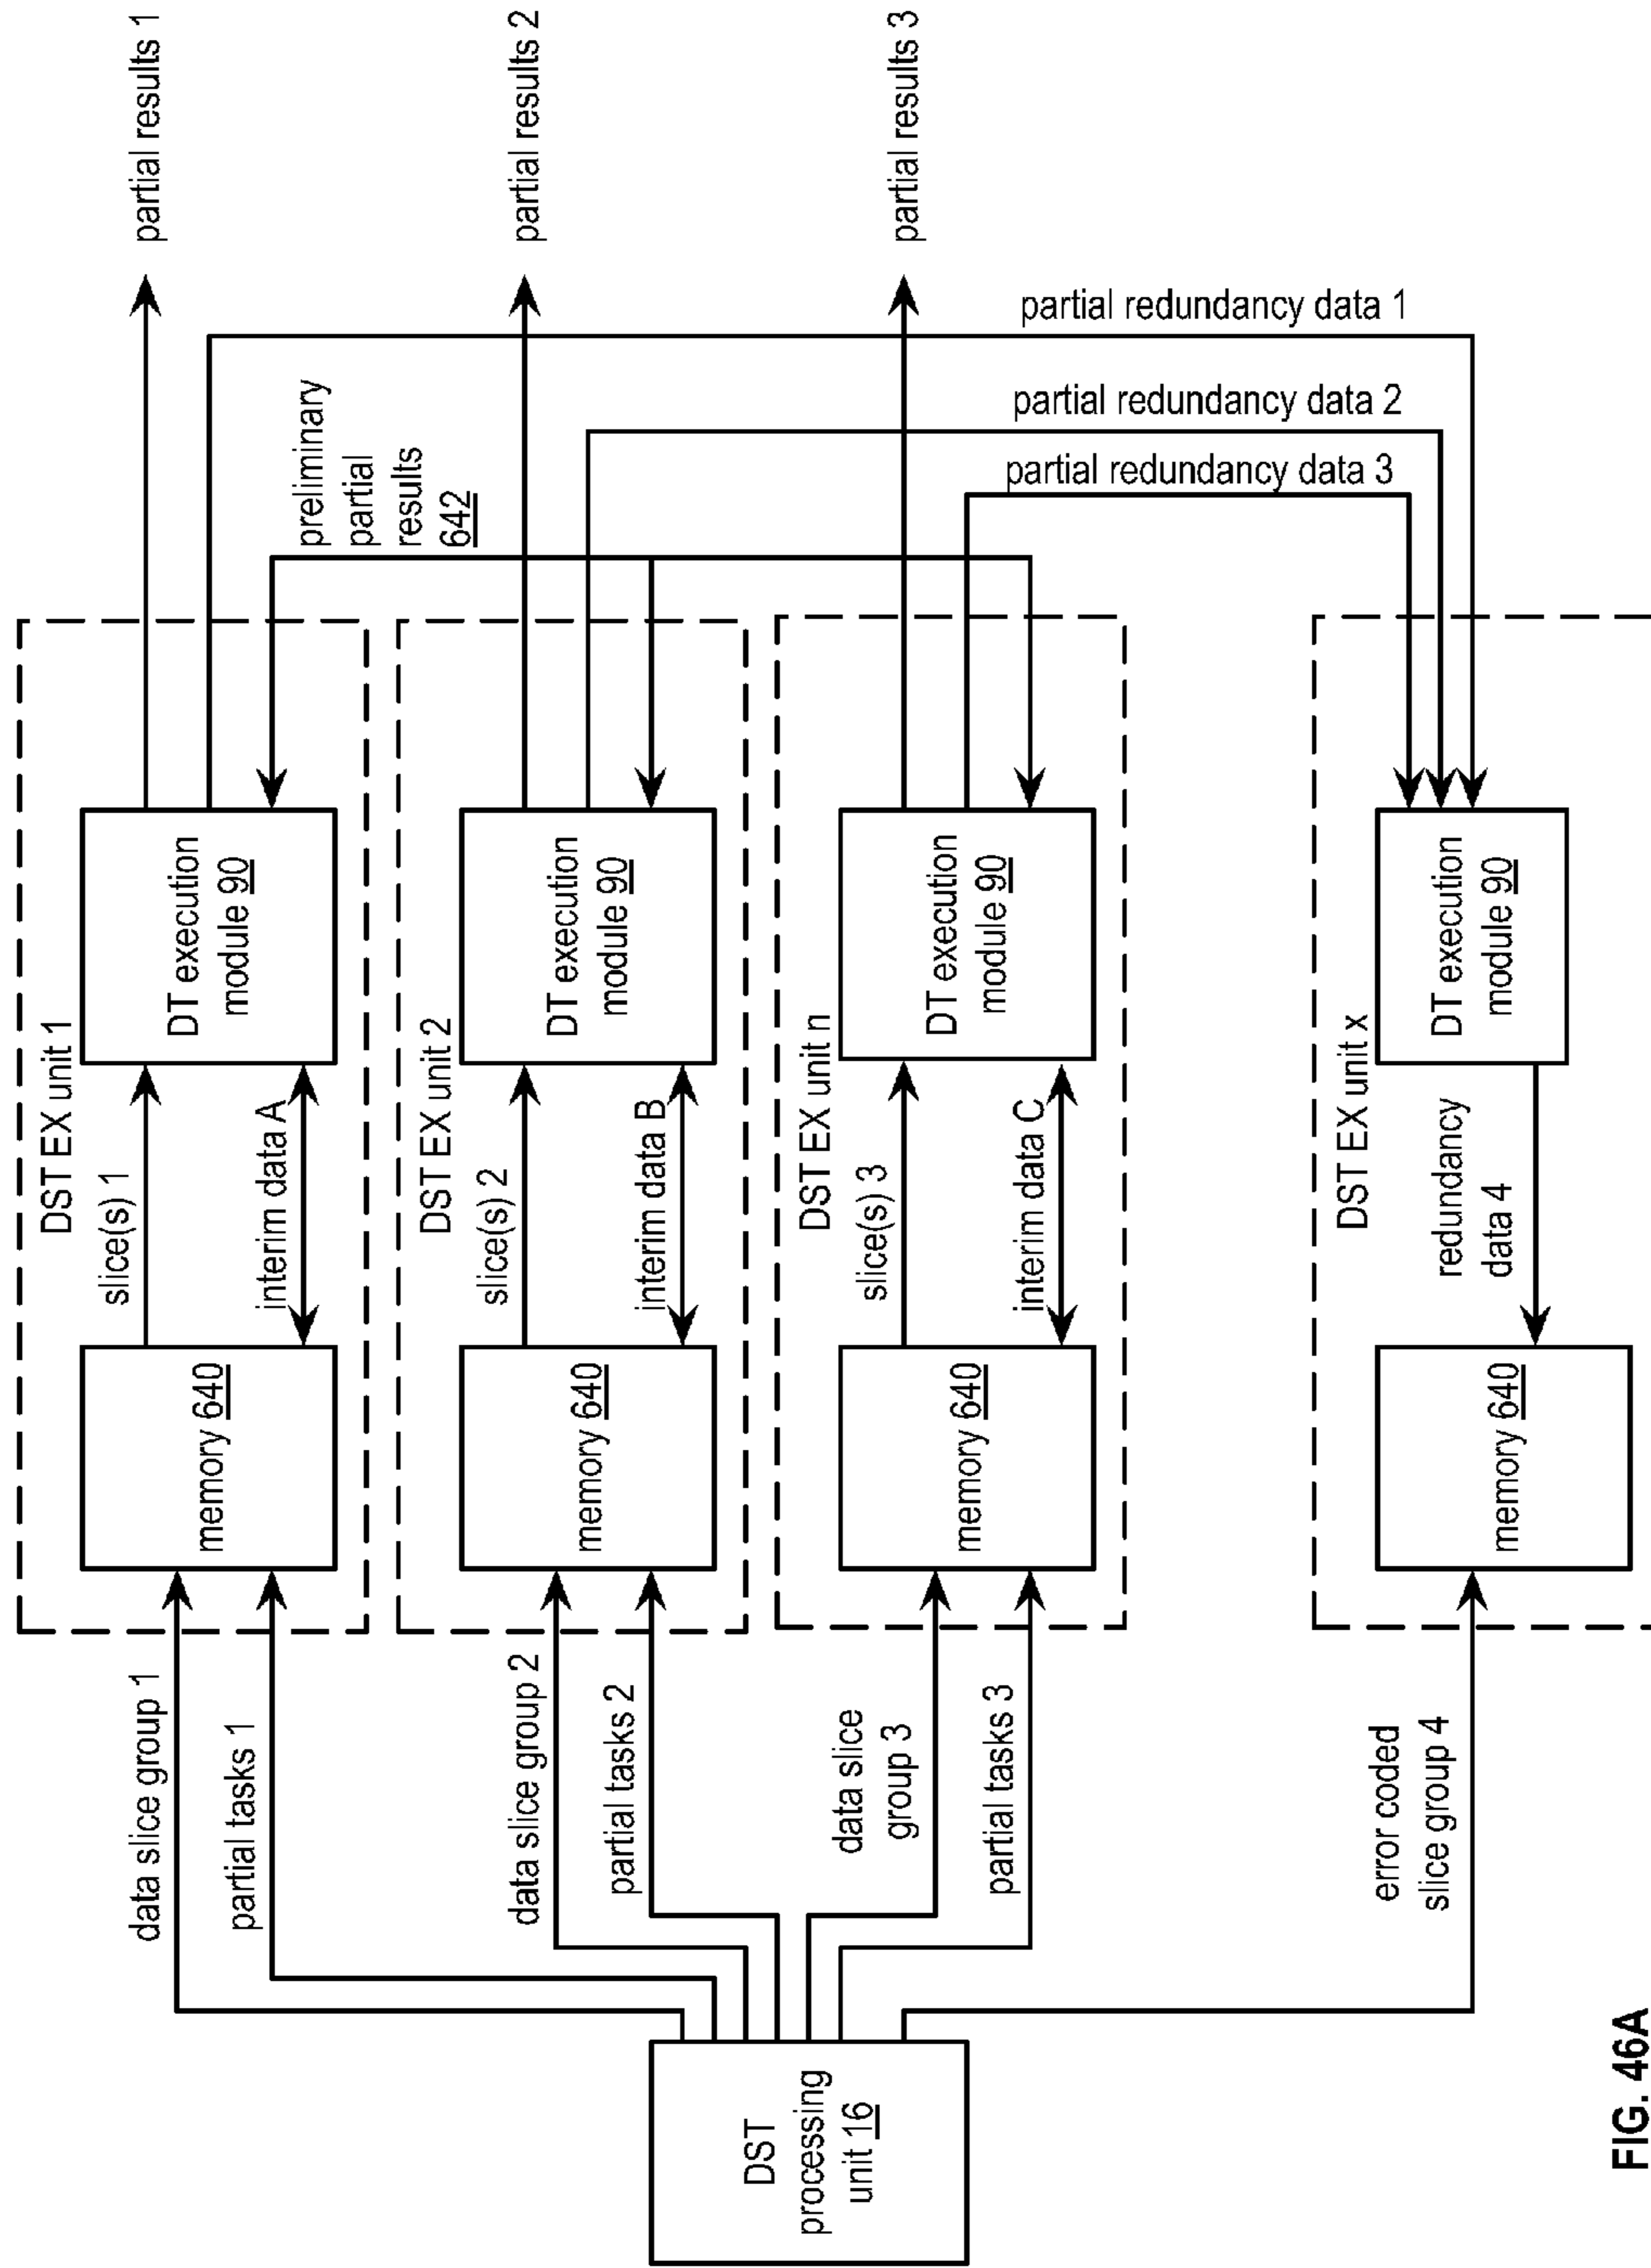 DST
processing
unit 16
data slice group 1
partial tasks 1
data slice group 2
partial tasks 2
data slice
group 3
partial tasks 3
error coded
slice group 4
DST EX unit 1
memory 640
slice(s) 1
interim data A
DT execution
module 90
DST EX unit 2
memory 640
slice(s) 2
interim data B
DT execution
module 90
DST EX unit n
memory 640
slice(s) 3
interim data C
DT execution
module 90
DST EX unit x
memory 640
redundancy
data 4
DT execution
module 90
preliminary
partial
results
642
partial redundancy data 1
partial redundancy data 2
partial redundancy data 3
partial results 1
partial results 2
partial results 3
FIG. 46A